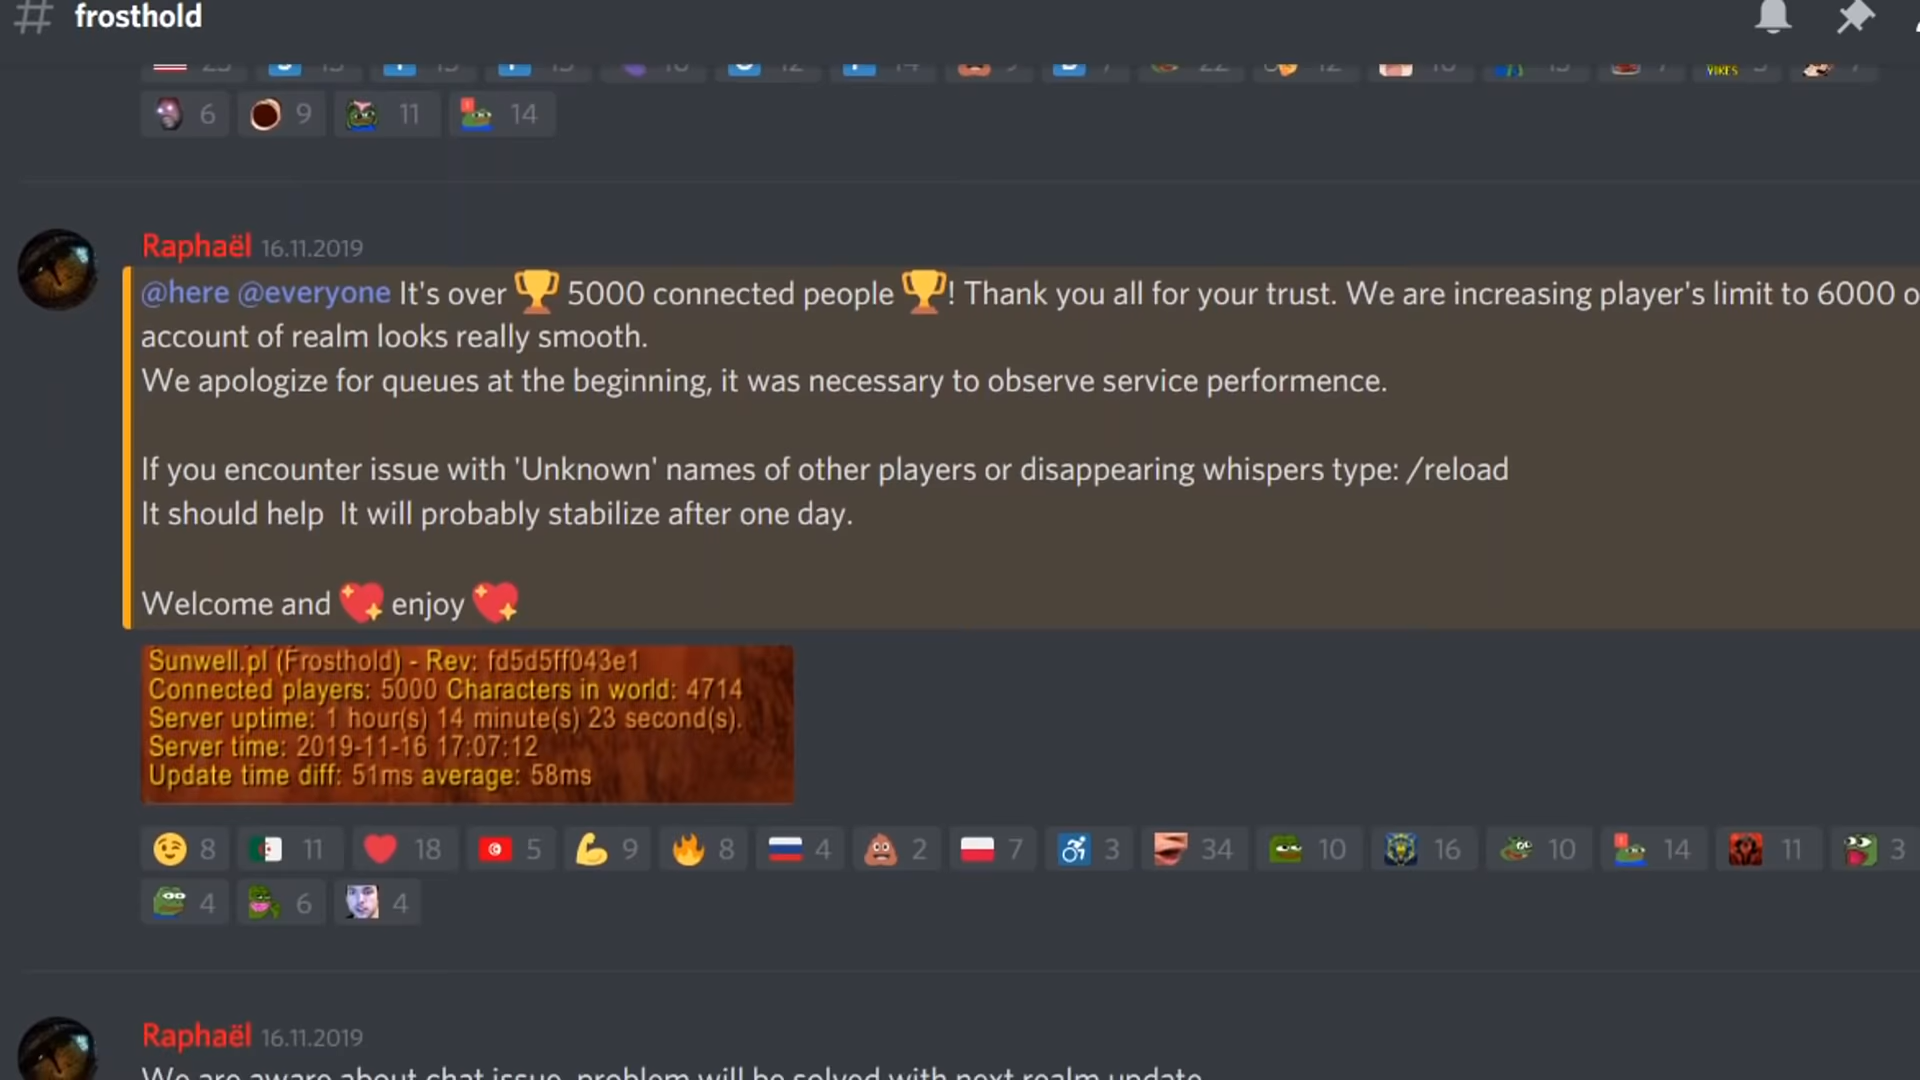 # frosthold
6 9 11 14
Raphaël 16.11.2019
@here @everyone It's over 🏆 5000 connected people 🏆! Thank you all for your trust. We are increasing player's limit to 6000 o
account of realm looks really smooth.
We apologize for queues at the beginning, it was necessary to observe service performence.
If you encounter issue with 'Unknown' names of other players or disappearing whispers type: /reload
It should help It will probably stabilize after one day.
Welcome and 💖 enjoy 💖
Sunwell.pl (Frosthold) - Rev: fd5d5ff043e1
Connected players: 5000 Characters in world: 4714
Server uptime: 1 hour(s) 14 minute(s) 23 second(s).
Server time: 2019-11-16 17:07:12
Update time diff: 51ms average: 58ms
8 11 18 5 9 8 4 2 7 3 34 10 16 10 14 11 3
4 6 4
Raphaël 16.11.2019
We are aware about chat issue, problem will be solved with next realm update